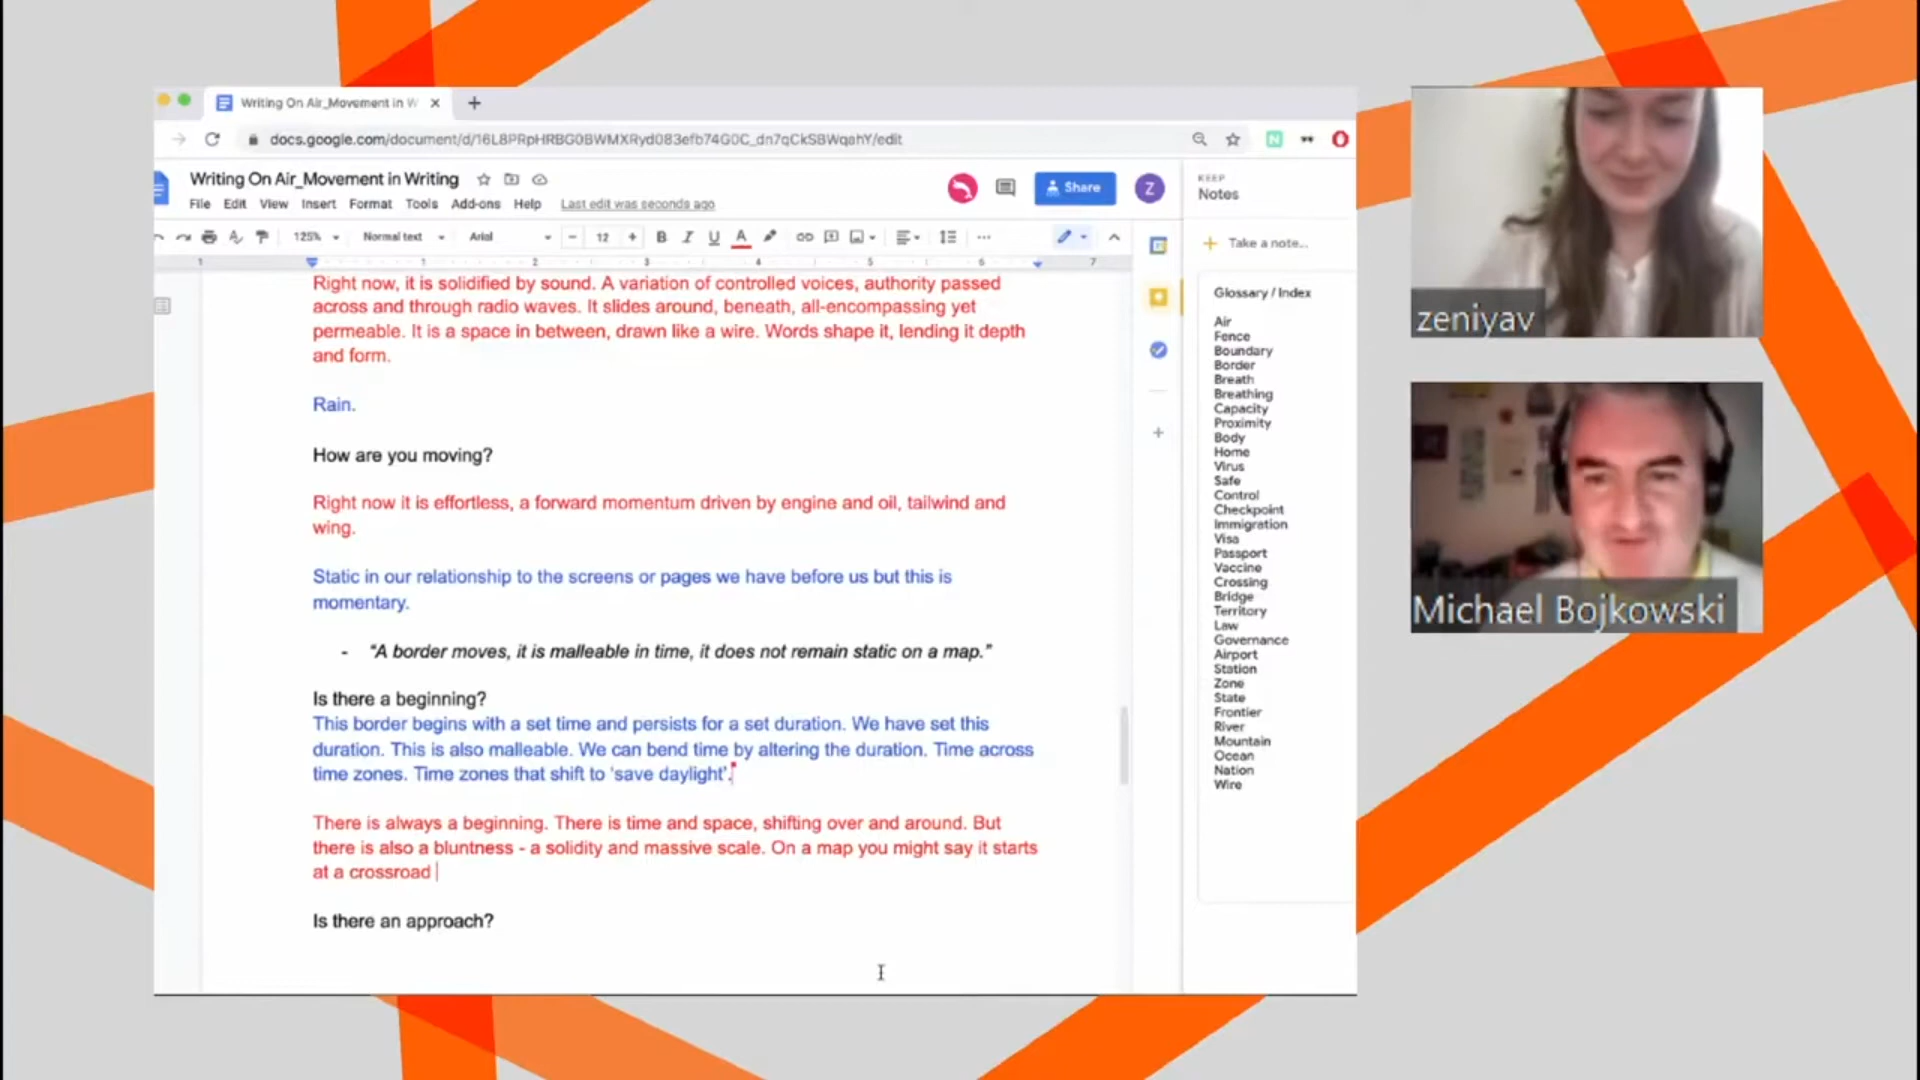 Writing On Air_Movement in W
docs.google.com/document/d/16L8PRpHRBG0BWMXRyd083efb74G0C_dn7qCkSBWqahY/edit
Writing On Air_Movement in Writing
File Edit View Insert Format Tools Add-ons Help Last edit was seconds ago
Share
Z
125% Normal text Arial 12 B I U A
1 1 2 3 4 5 6 7
Right now, it is solidified by sound. A variation of controlled voices, authority passed
across and through radio waves. It slides around, beneath, all-encompassing yet
permeable. It is a space in between, drawn like a wire. Words shape it, lending it depth
and form.
Rain.
How are you moving?
Right now it is effortless, a forward momentum driven by engine and oil, tailwind and
wing.
Static in our relationship to the screens or pages we have before us but this is
momentary.
- “A border moves, it is malleable in time, it does not remain static on a map.”
Is there a beginning?
This border begins with a set time and persists for a set duration. We have set this
duration. This is also malleable. We can bend time by altering the duration. Time across
time zones. Time zones that shift to 'save daylight'.
There is always a beginning. There is time and space, shifting over and around. But
there is also a bluntness - a solidity and massive scale. On a map you might say it starts
at a crossroad
Is there an approach?
KEEP
Notes
Take a note...
Glossary / Index
Air
Fence
Boundary
Border
Breath
Breathing
Capacity
Proximity
Body
Home
Virus
Safe
Control
Checkpoint
Immigration
Visa
Passport
Vaccine
Crossing
Bridge
Territory
Law
Governance
Airport
Station
Zone
State
Frontier
River
Mountain
Ocean
Nation
Wire
zeniyav
Michael Bojkowski